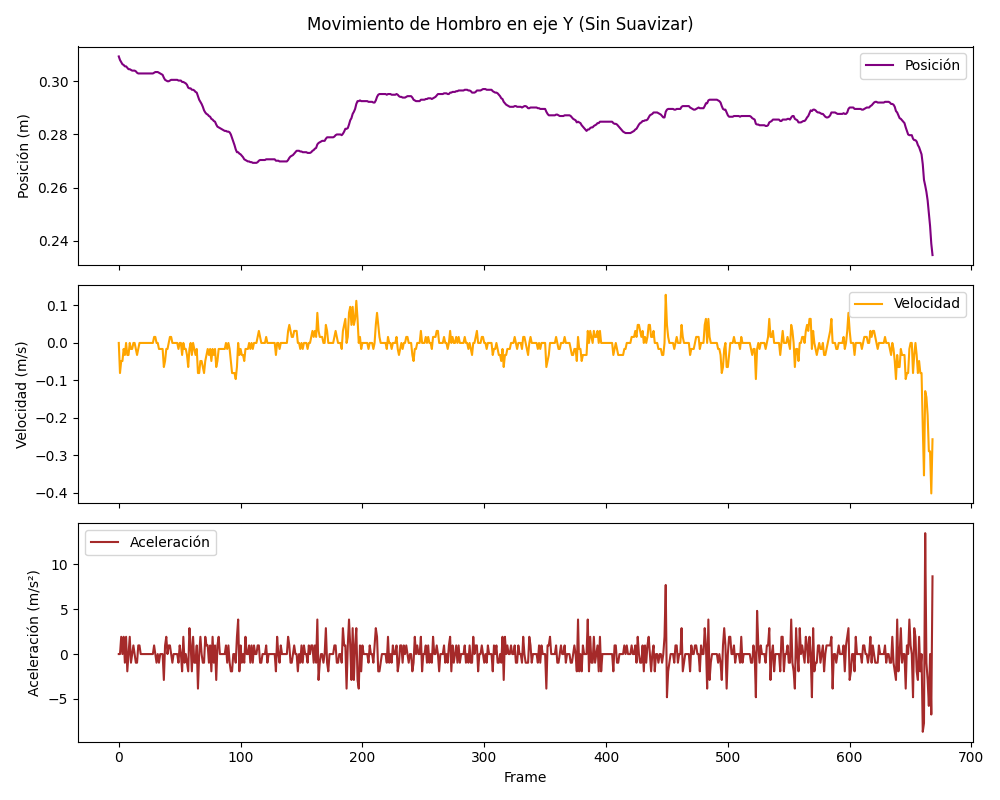 Movimiento de Hombro en eje Y (Sin Suavizar)
Posición (m)
0.30
0.28
0.26
0.24
Posición
Velocidad (m/s)
0.1
0.0
−0.1
−0.2
−0.3
−0.4
Velocidad
Aceleración (m/s²)
10
5
0
−5
Aceleración
0 100 200 300 400 500 600 700
Frame